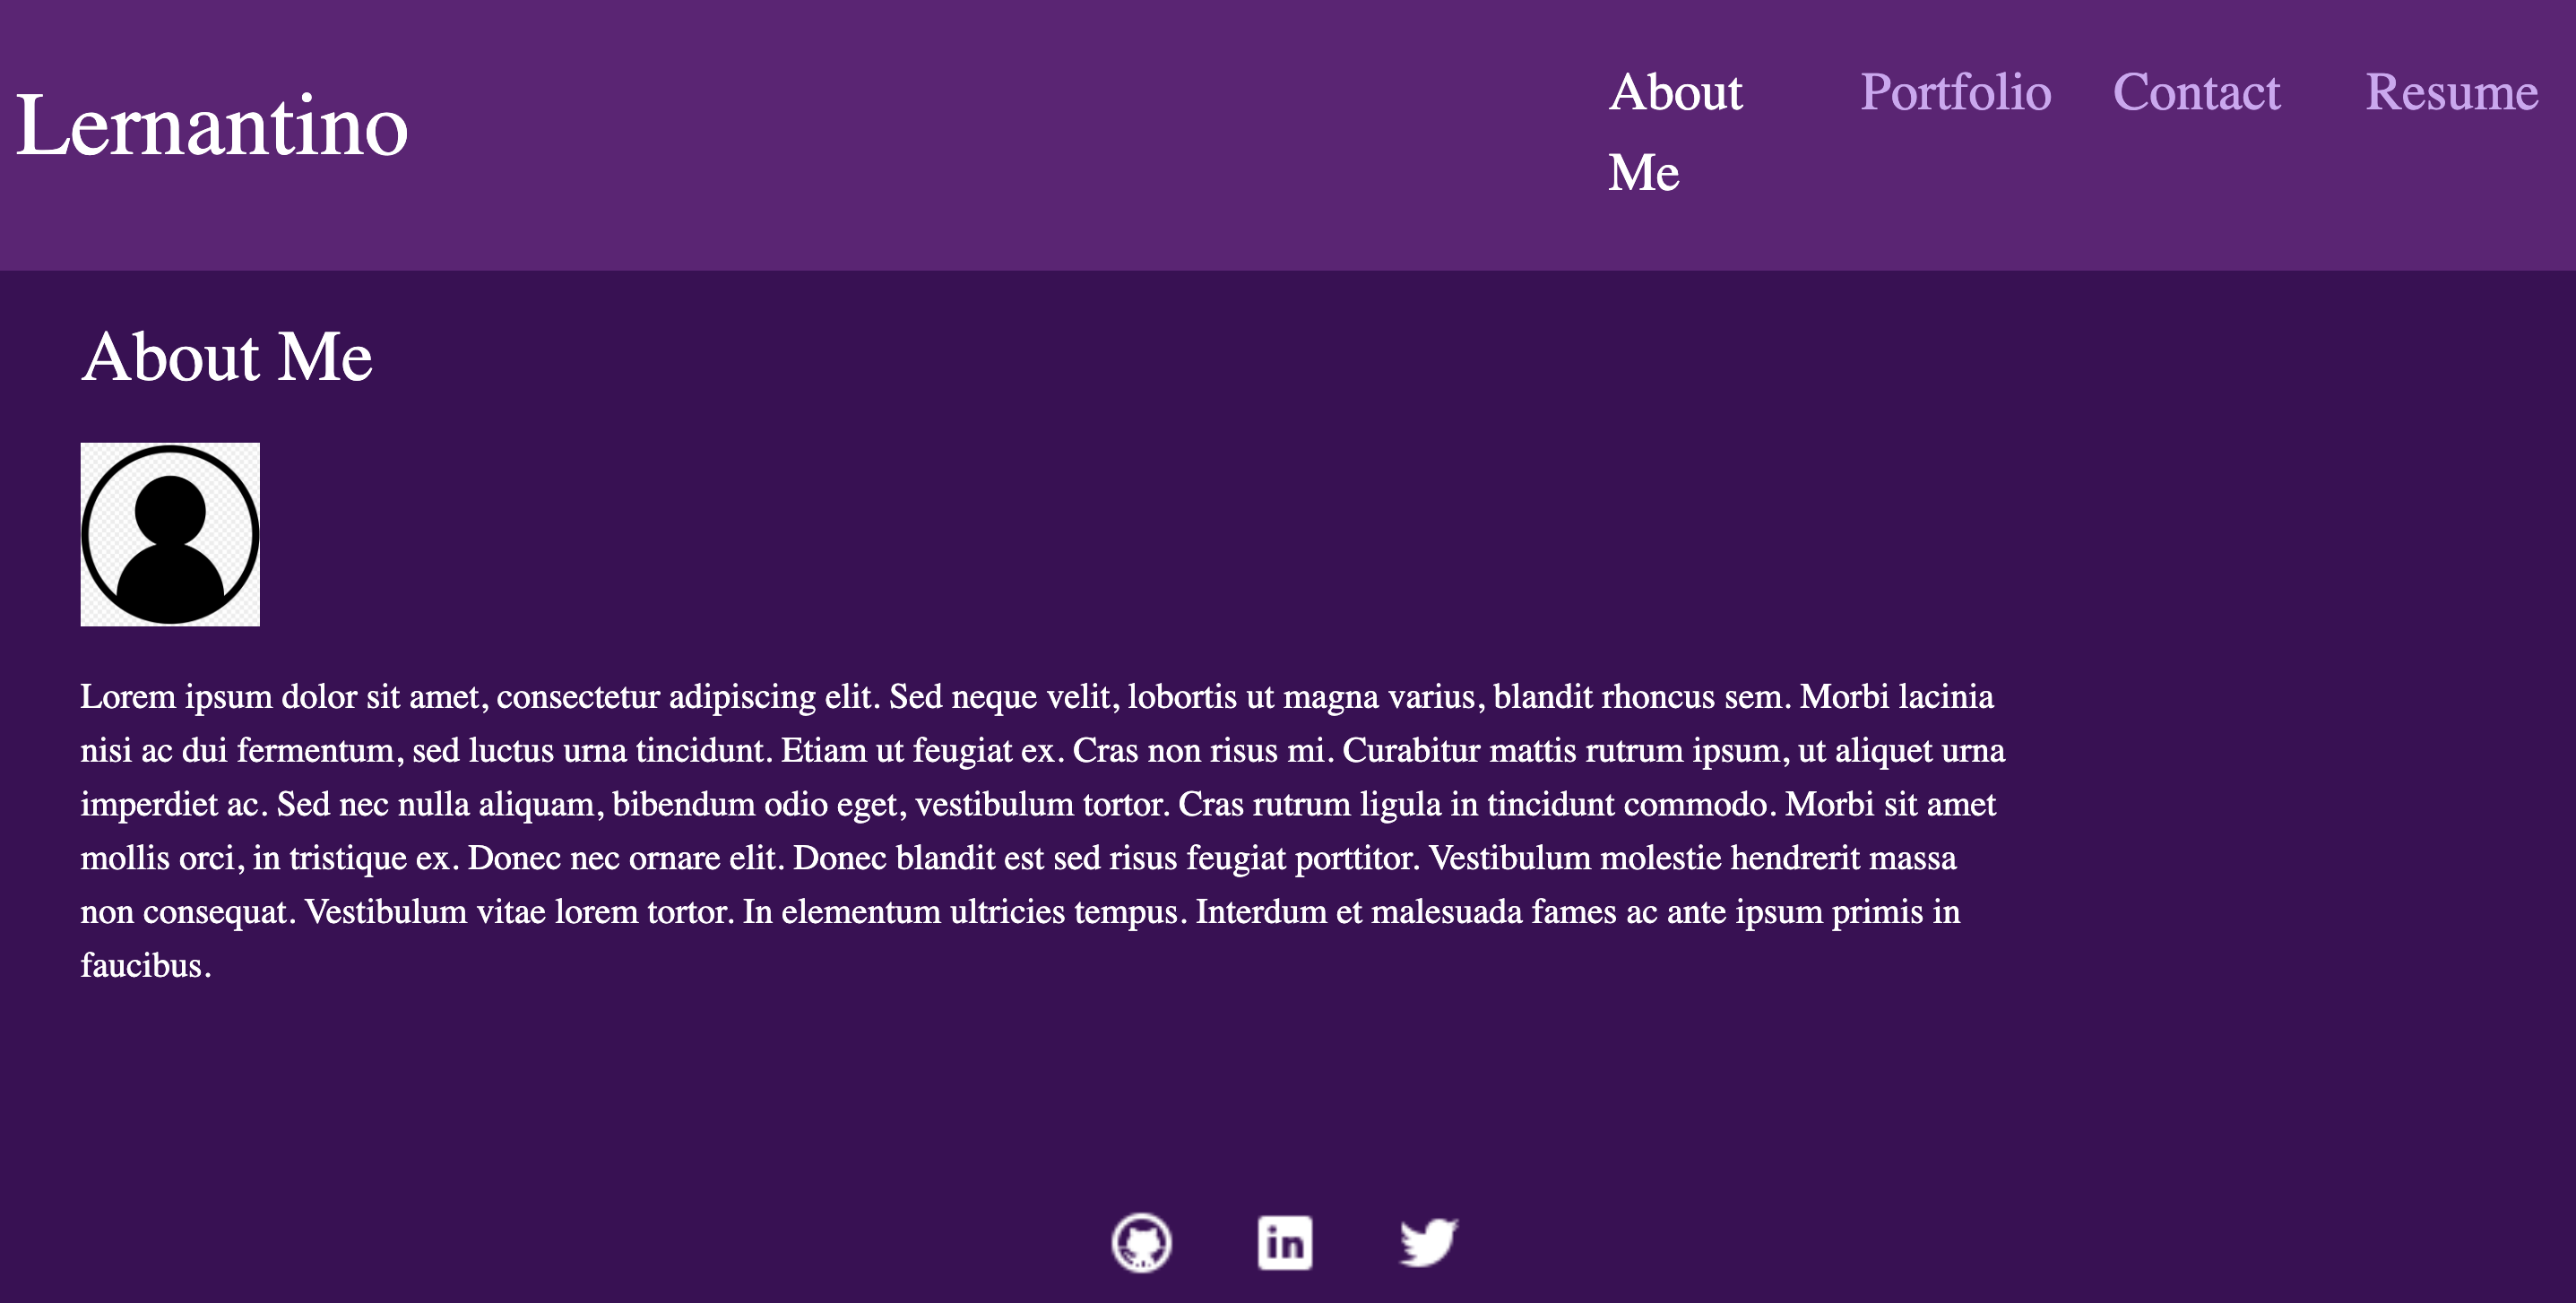 Lernantino
About Me
Portfolio
Contact
Resume
About Me
Lorem ipsum dolor sit amet, consectetur adipiscing elit. Sed neque velit, lobortis ut magna varius, blandit rhoncus sem. Morbi lacinia
nisi ac dui fermentum, sed luctus urna tincidunt. Etiam ut feugiat ex. Cras non risus mi. Curabitur mattis rutrum ipsum, ut aliquet urna
imperdiet ac. Sed nec nulla aliquam, bibendum odio eget, vestibulum tortor. Cras rutrum ligula in tincidunt commodo. Morbi sit amet
mollis orci, in tristique ex. Donec nec ornare elit. Donec blandit est sed risus feugiat porttitor. Vestibulum molestie hendrerit massa
non consequat. Vestibulum vitae lorem tortor. In elementum ultricies tempus. Interdum et malesuada fames ac ante ipsum primis in
faucibus.
in